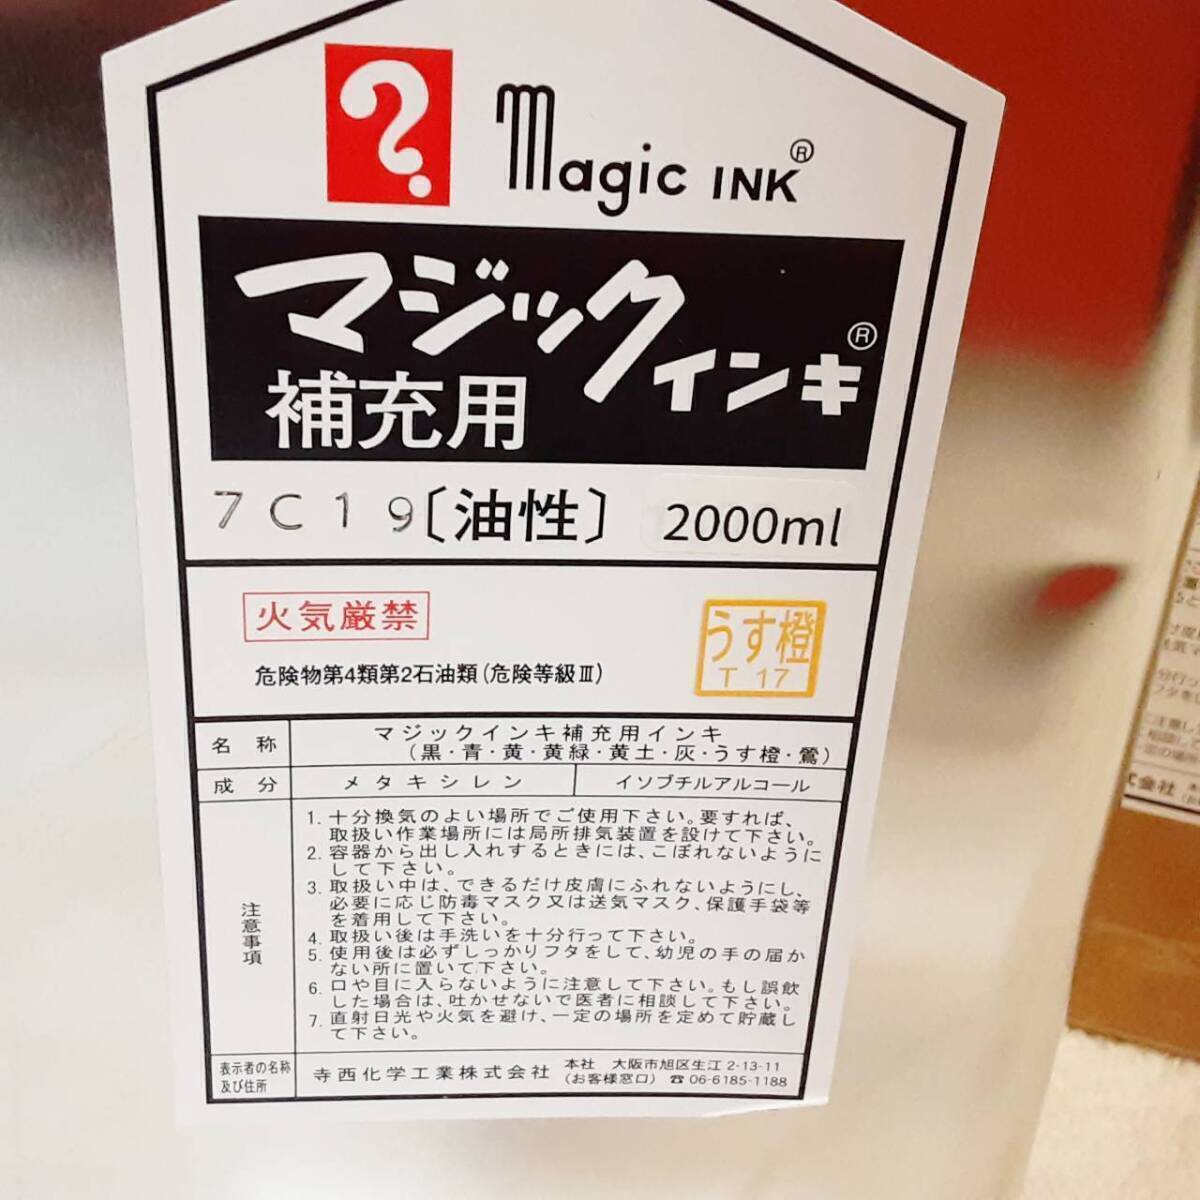 magic INK®
マジックインキ®
補充用
7C19〔油性〕 2000ml
火気厳禁
うす橙
T 17
危険物第4類第2石油類(危険等級Ⅲ)
名称 マジックインキ補充用インキ
(黒・青・黄・黄緑・黄土・灰・うす橙・鶯)
成分 メタキシレン イソブチルアルコール
注意事項
1. 十分換気のよい場所でご使用下さい。要すれば、
取扱い作業場所には局所排気装置を設けて下さい。
2. 容器から出し入れするときには、こぼれないように
して下さい。
3. 取扱い中は、できるだけ皮膚にふれないようにし、
必要に応じ防毒マスク又は送気マスク、保護手袋等
を着用して下さい。
4. 取扱い後は手洗いを十分行って下さい。
5. 使用後は必ずしっかりフタをして、幼児の手の届か
ない所に置いて下さい。
6. 口や目に入らないように注意して下さい。もし誤飲
した場合は、吐かせないで医者に相談して下さい。
7. 直射日光や火気を避け、一定の場所を定めて貯蔵し
て下さい。
表示者の名称
及び住所
寺西化学工業株式会社
本社 大阪市旭区生江2-13-11
(お客様窓口) ☎06-6185-1188